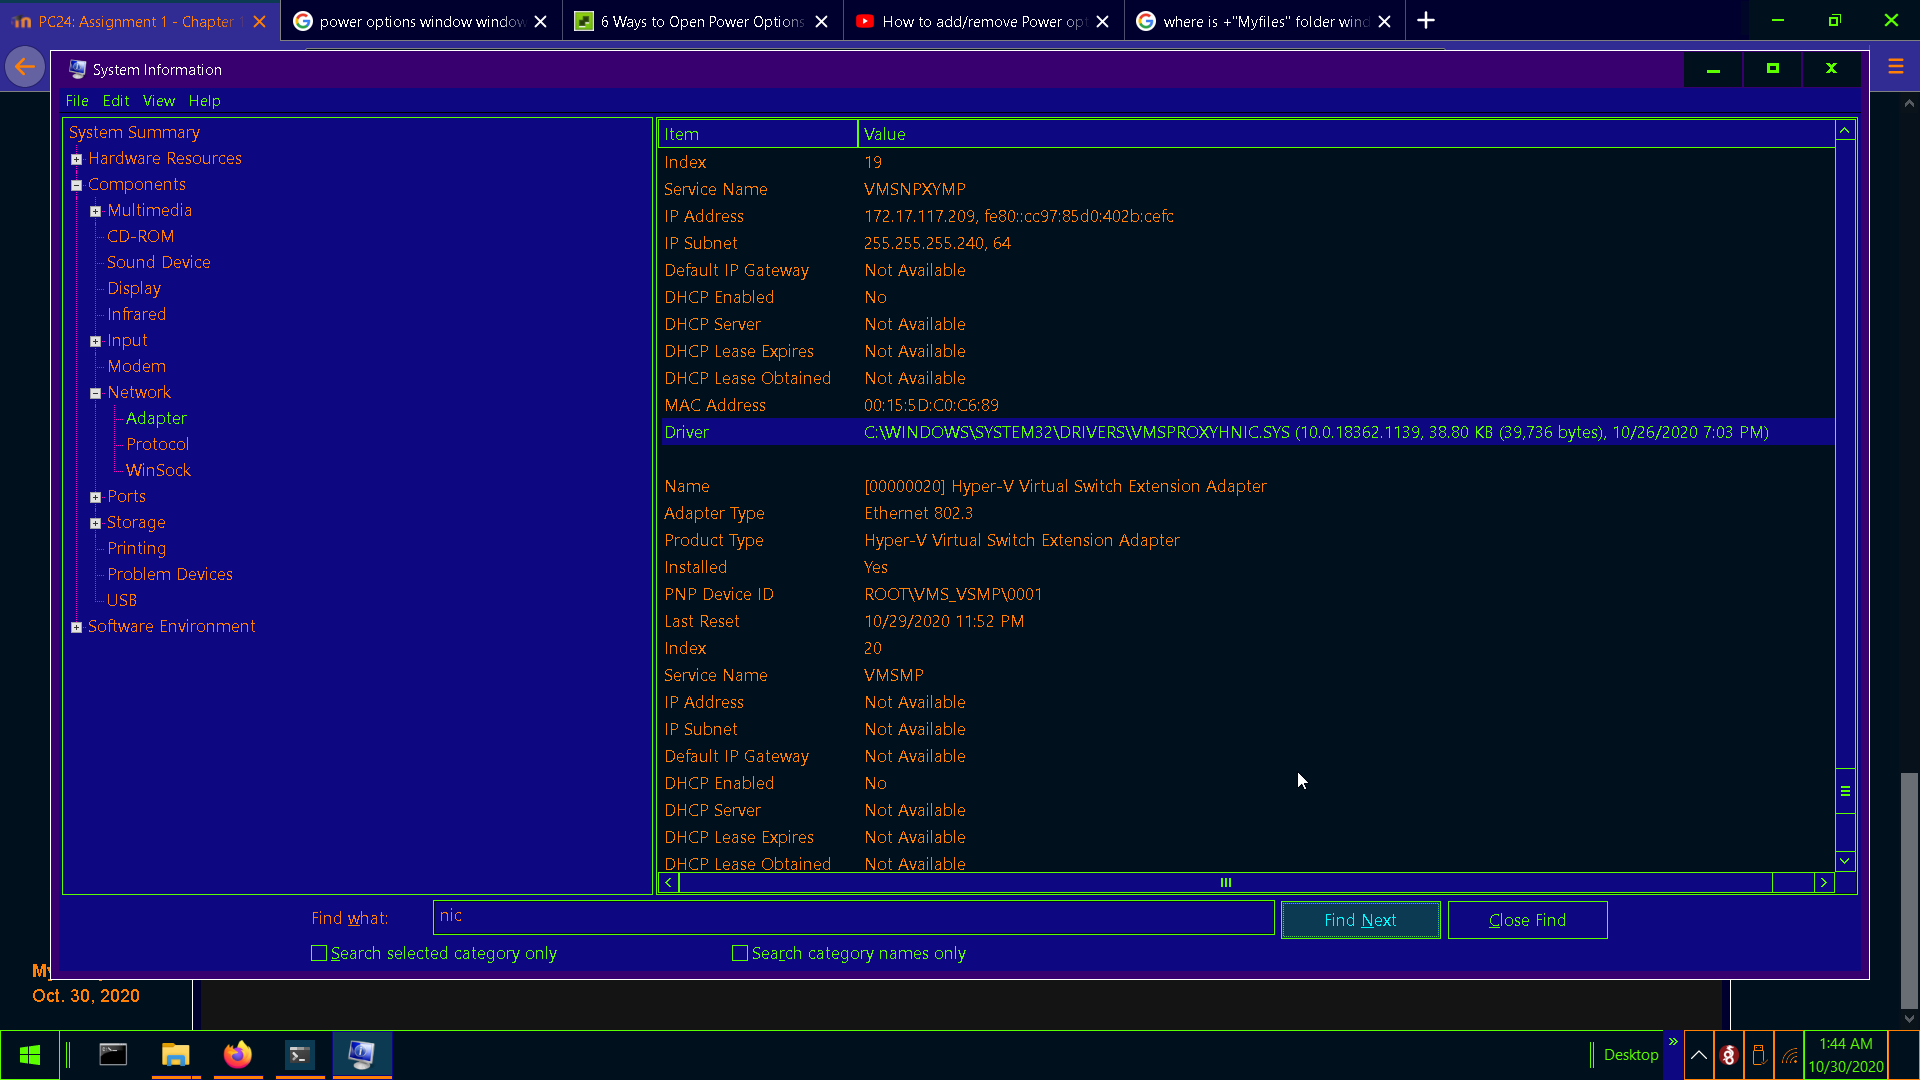 PC24: Assignment 1 - Chapter 1
power options window window
6 Ways to Open Power Options
How to add/remove Power opt
where is +"Myfiles" folder wind
System Information
File Edit View Help
System Summary
Hardware Resources
Components
Multimedia
CD-ROM
Sound Device
Display
Infrared
Input
Modem
Network
Adapter
Protocol
WinSock
Ports
Storage
Printing
Problem Devices
USB
Software Environment
Item Value
Index 19
Service Name VMSNPXYMP
IP Address 172.17.117.209, fe80::cc97:85d0:402b:cefc
IP Subnet 255.255.255.240, 64
Default IP Gateway Not Available
DHCP Enabled No
DHCP Server Not Available
DHCP Lease Expires Not Available
DHCP Lease Obtained Not Available
MAC Address 00:15:5D:C0:C6:89
Driver C:\WINDOWS\SYSTEM32\DRIVERS\VMSPROXYHNIC.SYS (10.0.18362.1139, 38.80 KB (39,736 bytes), 10/26/2020 7:03 PM)
Name [00000020] Hyper-V Virtual Switch Extension Adapter
Adapter Type Ethernet 802.3
Product Type Hyper-V Virtual Switch Extension Adapter
Installed Yes
PNP Device ID ROOT\VMS_VSMP\0001
Last Reset 10/29/2020 11:52 PM
Index 20
Service Name VMSMP
IP Address Not Available
IP Subnet Not Available
Default IP Gateway Not Available
DHCP Enabled No
DHCP Server Not Available
DHCP Lease Expires Not Available
DHCP Lease Obtained Not Available
Find what: nic
Find Next
Close Find
Search selected category only
Search category names only
Oct. 30, 2020
Desktop
1:44 AM
10/30/2020